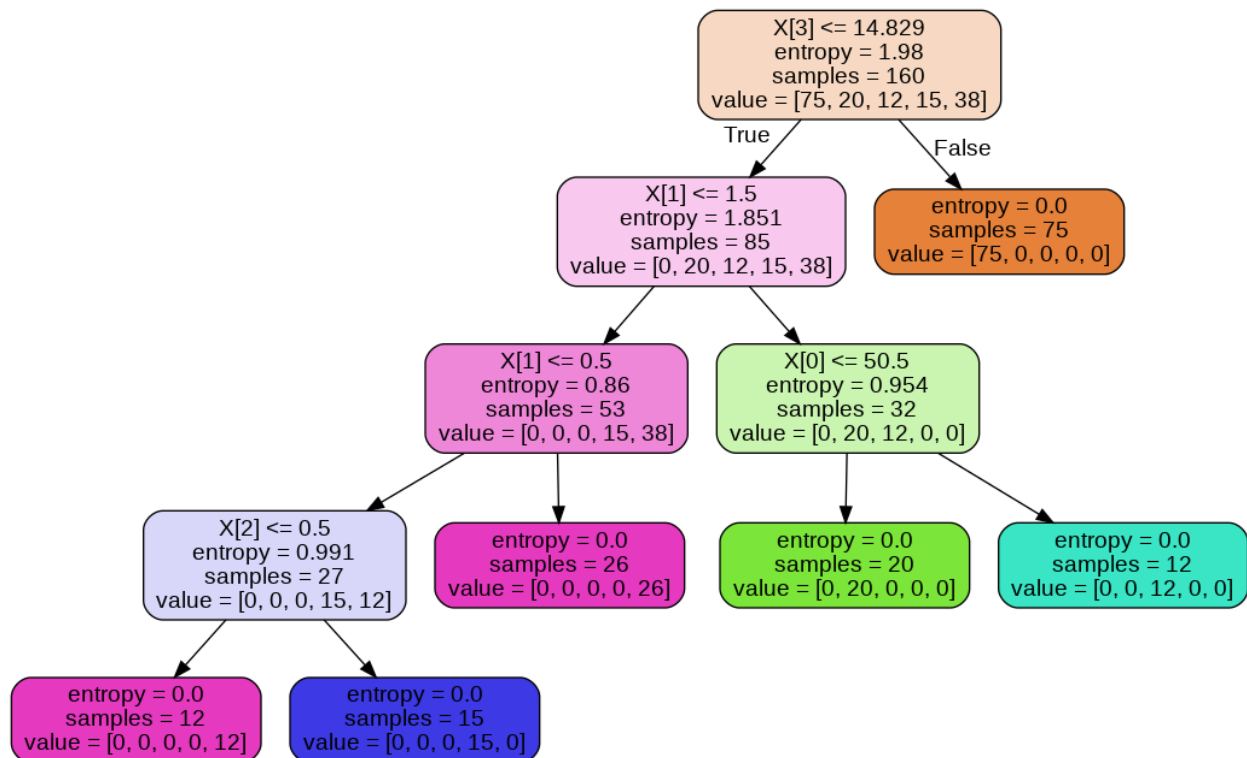 X[3] <= 14.829
entropy = 1.98
samples = 160
value = [75, 20, 12, 15, 38]
True
False
X[1] <= 1.5
entropy = 1.851
samples = 85
value = [0, 20, 12, 15, 38]
entropy = 0.0
samples = 75
value = [75, 0, 0, 0, 0]
X[1] <= 0.5
entropy = 0.86
samples = 53
value = [0, 0, 0, 15, 38]
X[0] <= 50.5
entropy = 0.954
samples = 32
value = [0, 20, 12, 0, 0]
X[2] <= 0.5
entropy = 0.991
samples = 27
value = [0, 0, 0, 15, 12]
entropy = 0.0
samples = 26
value = [0, 0, 0, 0, 26]
entropy = 0.0
samples = 20
value = [0, 20, 0, 0, 0]
entropy = 0.0
samples = 12
value = [0, 0, 12, 0, 0]
entropy = 0.0
samples = 12
value = [0, 0, 0, 0, 12]
entropy = 0.0
samples = 15
value = [0, 0, 0, 15, 0]